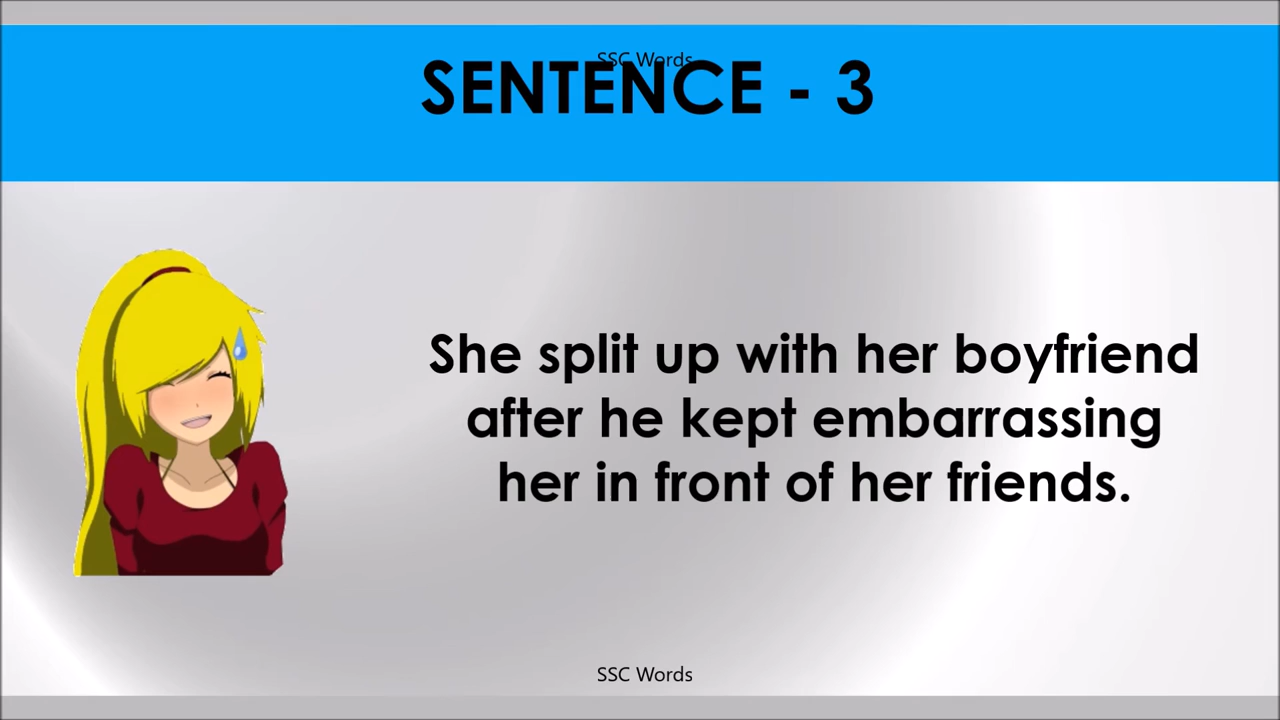 SSC Words
SENTENCE - 3
She split up with her boyfriend
after he kept embarrassing
her in front of her friends.
SSC Words